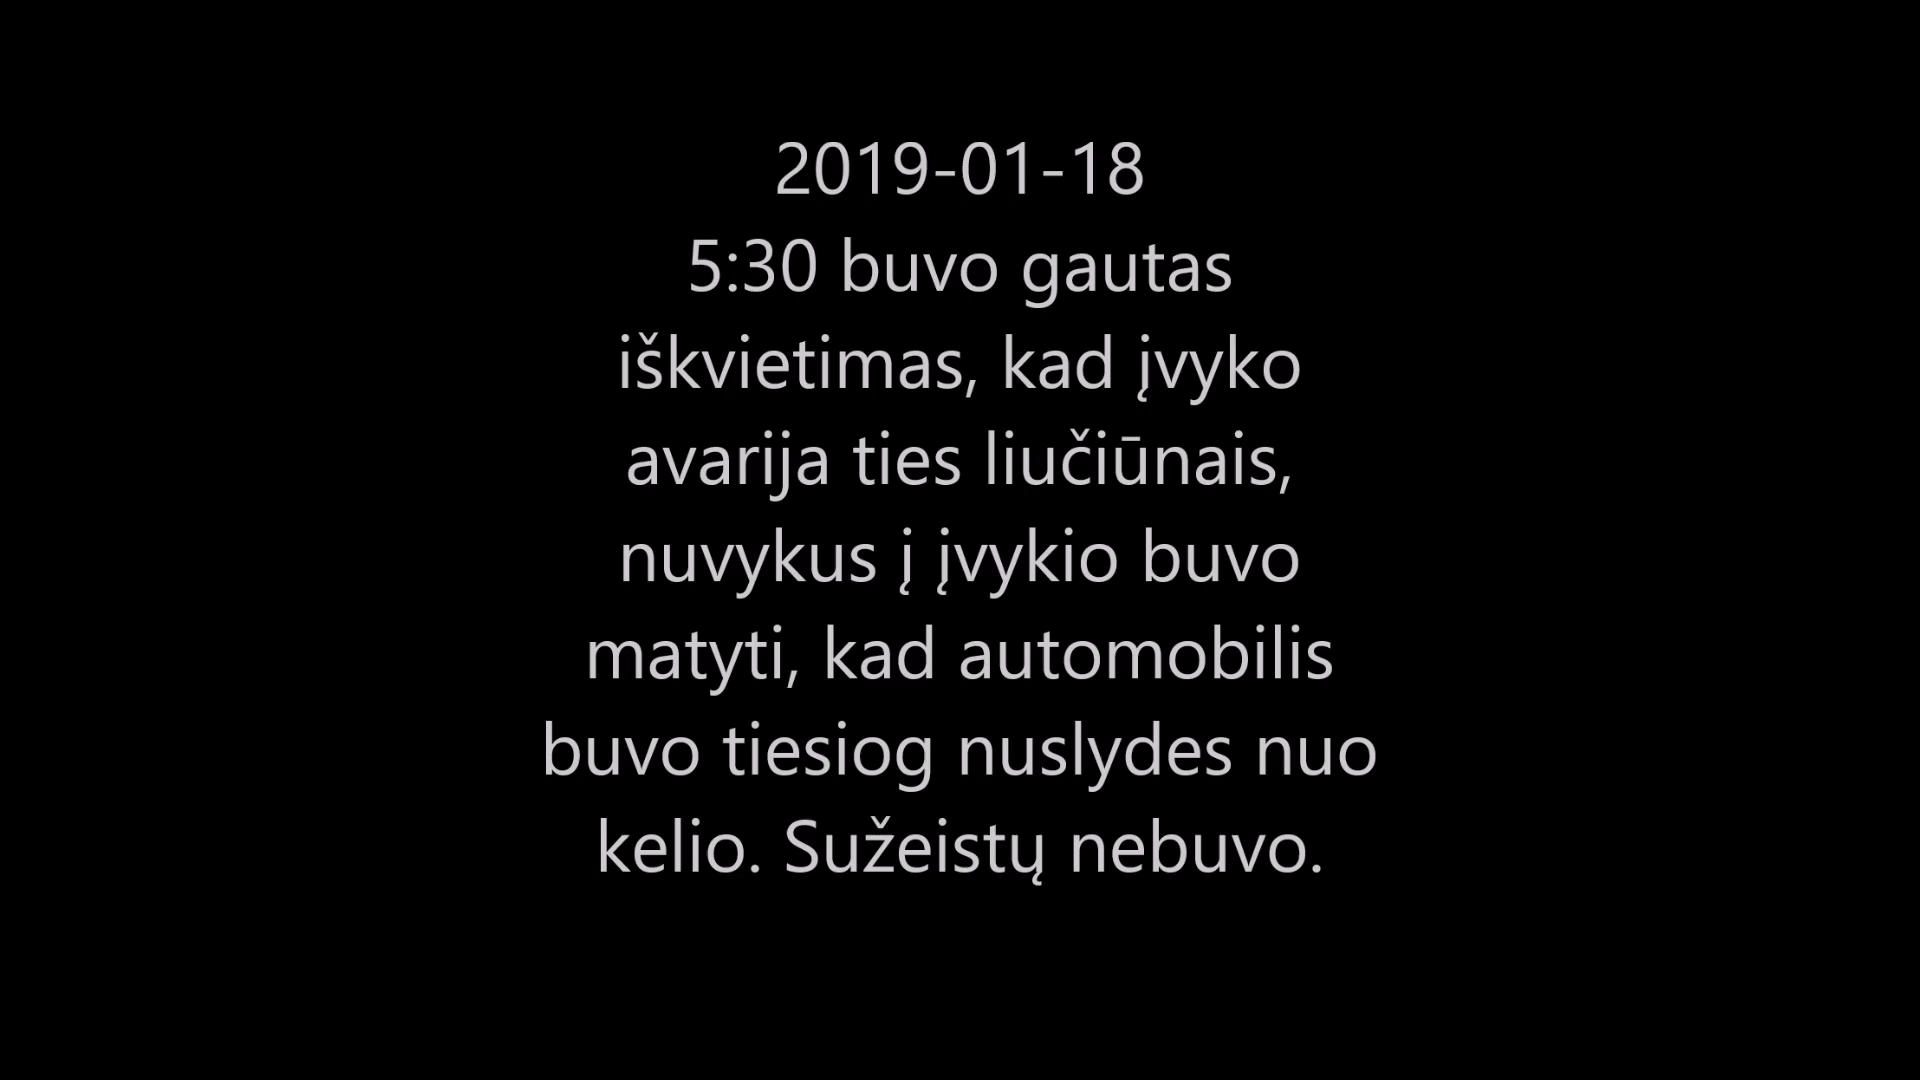 2019-01-18
5:30 buvo gautas
iškvietimas, kad įvyko
avarija ties liučiūnais,
nuvykus į įvykio buvo
matyti, kad automobilis
buvo tiesiog nuslydes nuo
kelio. Sužeistų nebuvo.